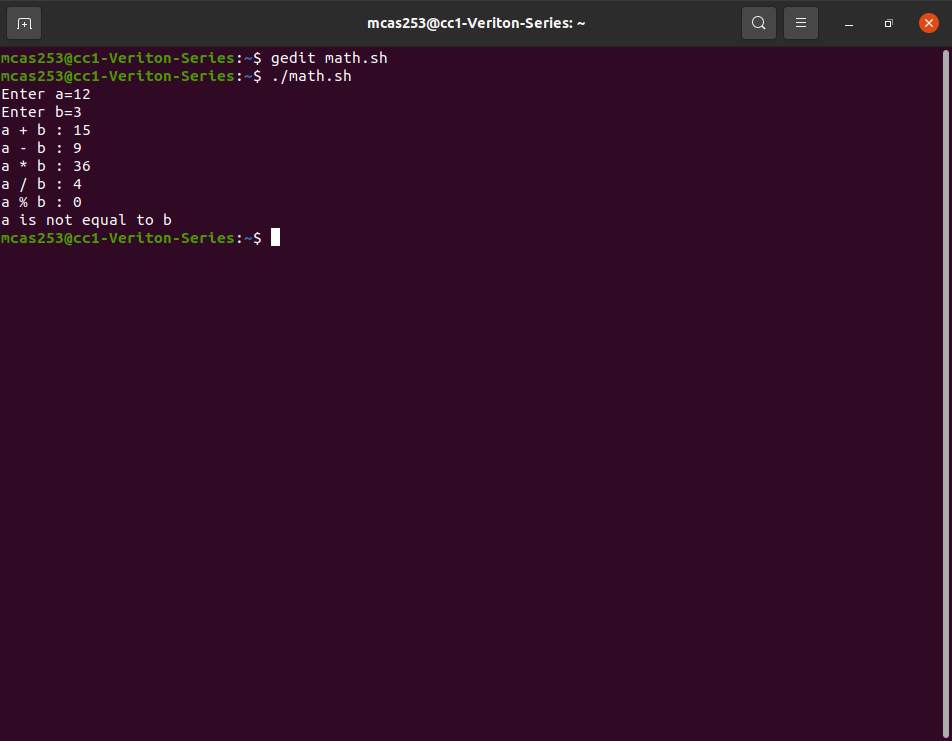 mcas253@cc1-Veriton-Series: ~
mcas253@cc1-Veriton-Series:~$ gedit math.sh
mcas253@cc1-Veriton-Series:~$ ./math.sh
Enter a=12
Enter b=3
a + b : 15
a - b : 9
a * b : 36
a / b : 4
a % b : 0
a is not equal to b
mcas253@cc1-Veriton-Series:~$